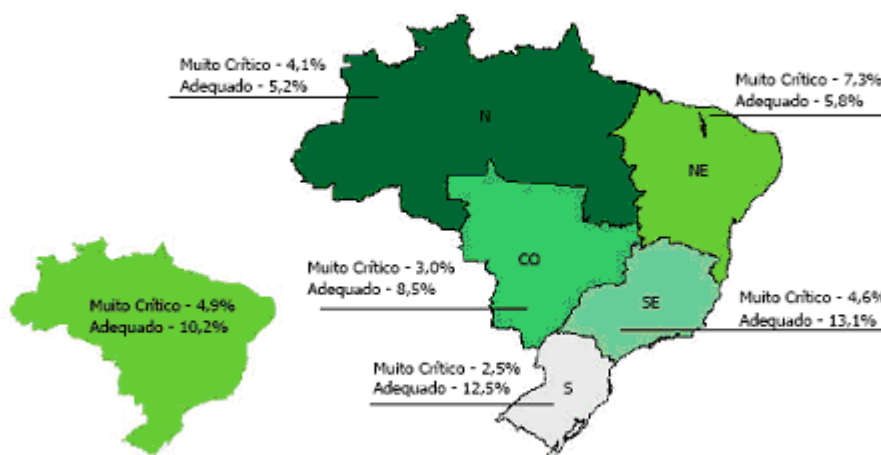 Muito Crítico - 4,1%
Adequado - 5,2%
Muito Crítico - 7,3%
Adequado - 5,8%
N
NE
CO
Muito Crítico - 3,0%
Adequado - 8,5%
SE
Muito Crítico - 4,6%
Adequado - 13,1%
Muito Crítico - 4,9%
Adequado - 10,2%
Muito Crítico - 2,5%
Adequado - 12,5%
S